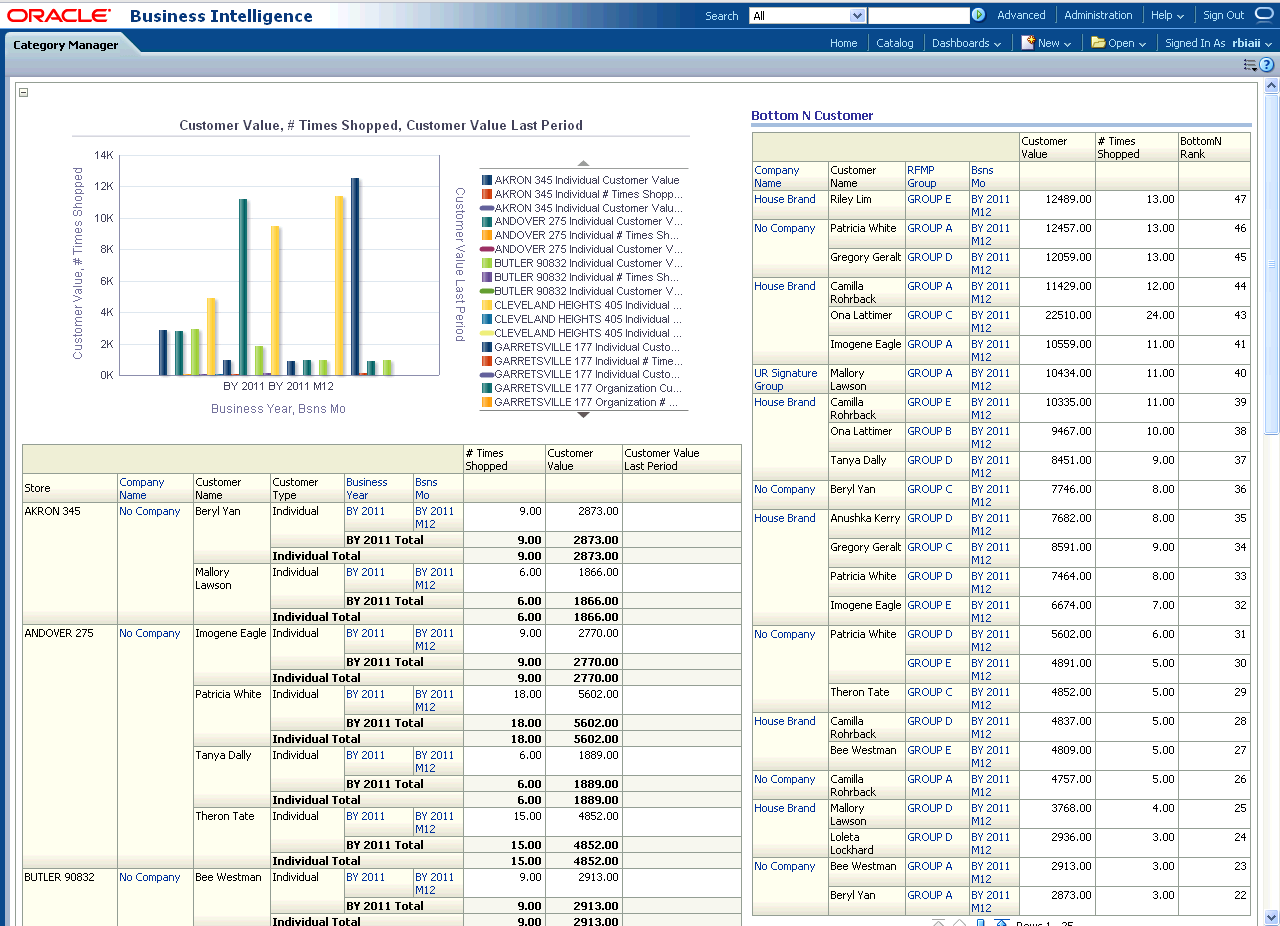 ORACLE® Business Intelligence
Search All Advanced Administration Help Sign Out
Category Manager
Home Catalog Dashboards New Open Signed In As rbiaii
Customer Value, # Times Shopped, Customer Value Last Period
Customer Value, # Times Shopped
14K
12K
10K
8K
6K
4K
2K
0K
BY 2011 BY 2011 M12
Business Year, Bsns Mo
Customer Value Last Period
AKRON 345 Individual Customer Value
AKRON 345 Individual # Times Shopp...
AKRON 345 Individual Customer Valu...
ANDOVER 275 Individual Customer V...
ANDOVER 275 Individual # Times Sh...
ANDOVER 275 Individual Customer V...
BUTLER 90832 Individual Customer V...
BUTLER 90832 Individual # Times Sh...
BUTLER 90832 Individual Customer V...
CLEVELAND HEIGHTS 405 Individual ...
CLEVELAND HEIGHTS 405 Individual ...
CLEVELAND HEIGHTS 405 Individual ...
GARRETSVILLE 177 Individual Custo...
GARRETSVILLE 177 Individual # Time...
GARRETSVILLE 177 Individual Custo...
GARRETSVILLE 177 Organization Cu...
GARRETSVILLE 177 Organization # ...
# Times Customer Customer Value
Shopped Value Last Period
Company Customer Customer Business Bsns
Store Name Name Type Year Mo
AKRON 345 No Company Beryl Yan Individual BY 2011 BY 2011 9.00 2873.00
M12
BY 2011 Total 9.00 2873.00
Individual Total 9.00 2873.00
Mallory Individual BY 2011 BY 2011 6.00 1866.00
Lawson M12
BY 2011 Total 6.00 1866.00
Individual Total 6.00 1866.00
ANDOVER 275 No Company Imogene Eagle Individual BY 2011 BY 2011 9.00 2770.00
M12
BY 2011 Total 9.00 2770.00
Individual Total 9.00 2770.00
Patricia White Individual BY 2011 BY 2011 18.00 5602.00
M12
BY 2011 Total 18.00 5602.00
Individual Total 18.00 5602.00
Tanya Dally Individual BY 2011 BY 2011 6.00 1889.00
M12
BY 2011 Total 6.00 1889.00
Individual Total 6.00 1889.00
Theron Tate Individual BY 2011 BY 2011 15.00 4852.00
M12
BY 2011 Total 15.00 4852.00
Individual Total 15.00 4852.00
BUTLER 90832 No Company Bee Westman Individual BY 2011 BY 2011 9.00 2913.00
M12
BY 2011 Total 9.00 2913.00
Individual Total 9.00 2913.00
Bottom N Customer
Customer # Times BottomN
Value Shopped Rank
Company Customer RFMP Bsns
Name Name Group Mo
House Brand Riley Lim GROUP E BY 2011 12489.00 13.00 47
M12
No Company Patricia White GROUP A BY 2011 12457.00 13.00 46
M12
Gregory Geralt GROUP D BY 2011 12059.00 13.00 45
M12
House Brand Camilla GROUP A BY 2011 11429.00 12.00 44
Rohrback M12
Ona Lattimer GROUP C BY 2011 22510.00 24.00 43
M12
Imogene Eagle GROUP A BY 2011 10559.00 11.00 41
M12
UR Signature Mallory GROUP A BY 2011 10434.00 11.00 40
Group Lawson M12
House Brand Camilla GROUP E BY 2011 10335.00 11.00 39
Rohrback M12
Ona Lattimer GROUP B BY 2011 9467.00 10.00 38
M12
Tanya Dally GROUP D BY 2011 8451.00 9.00 37
M12
No Company Beryl Yan GROUP C BY 2011 7746.00 8.00 36
M12
House Brand Anushka Kerry GROUP D BY 2011 7682.00 8.00 35
M12
Gregory Geralt GROUP C BY 2011 8591.00 9.00 34
M12
Patricia White GROUP D BY 2011 7464.00 8.00 33
M12
Imogene Eagle GROUP E BY 2011 6674.00 7.00 32
M12
No Company Patricia White GROUP D BY 2011 5602.00 6.00 31
M12
GROUP E BY 2011 4891.00 5.00 30
M12
Theron Tate GROUP C BY 2011 4852.00 5.00 29
M12
House Brand Camilla GROUP D BY 2011 4837.00 5.00 28
Rohrback M12
Bee Westman GROUP E BY 2011 4809.00 5.00 27
M12
No Company Camilla GROUP A BY 2011 4757.00 5.00 26
Rohrback M12
House Brand Mallory GROUP D BY 2011 3768.00 4.00 25
Lawson M12
Loleta GROUP D BY 2011 2936.00 3.00 24
Lockhard M12
No Company Bee Westman GROUP A BY 2011 2913.00 3.00 23
M12
Beryl Yan GROUP A BY 2011 2873.00 3.00 22
M12
Rows 1 - 25